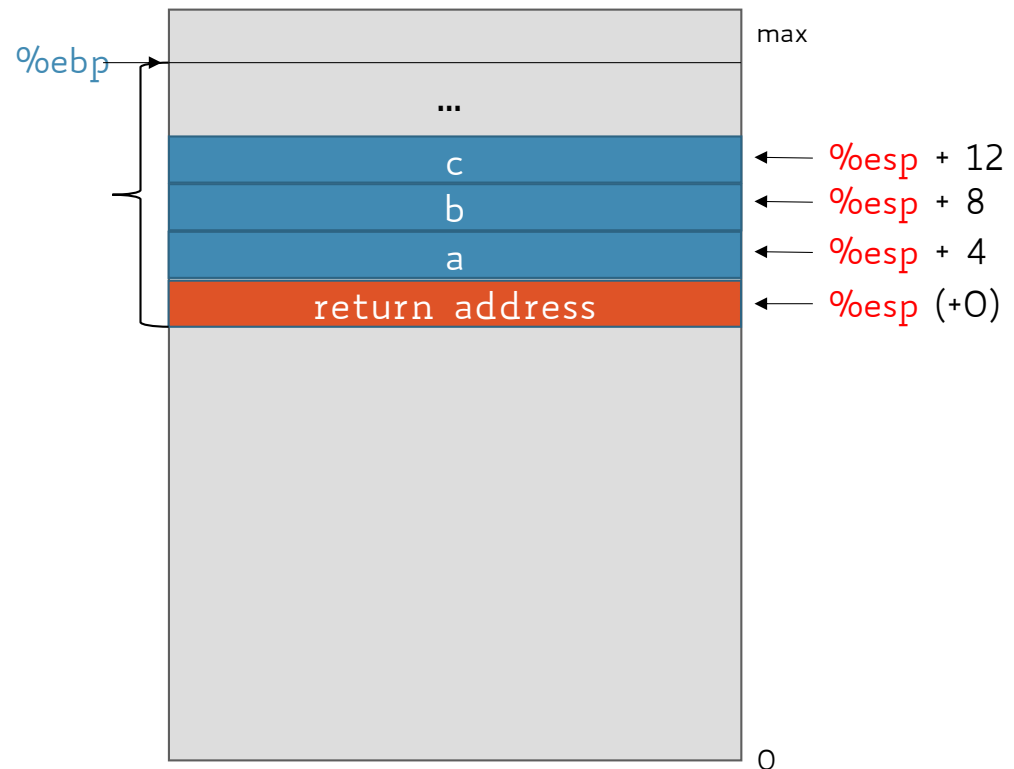 max
%ebp
...
c
%esp + 12
b
%esp + 8
a
%esp + 4
return address
%esp (+0)
0